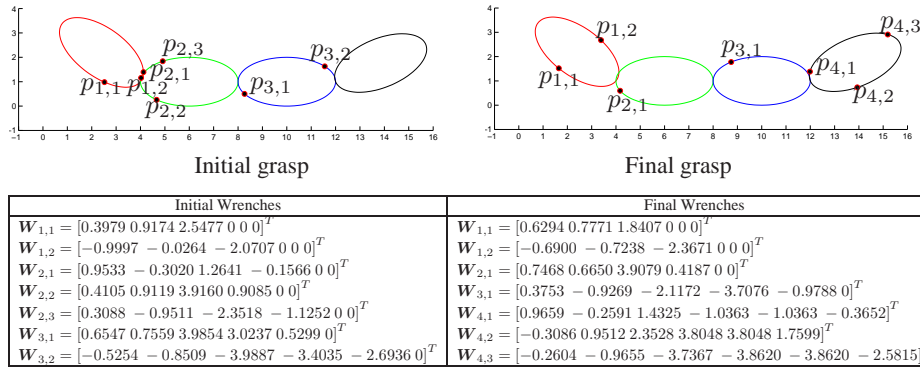 4
3
2
1
0
−1
−1 0 1 2 3 4 5 6 7 8 9 10 11 12 13 14 15 16
p1,1
p1,2
p2,1
p2,2
p2,3
p3,1
p3,2
Initial grasp
4
3
2
1
0
−1
−1 0 1 2 3 4 5 6 7 8 9 10 11 12 13 14 15 16
p1,1
p1,2
p2,1
p3,1
p4,1
p4,2
p4,3
Final grasp
Initial Wrenches
W1,1 = [0.3979 0.9174 2.5477 0 0 0]^T
W1,2 = [−0.9997 − 0.0264 − 2.0707 0 0 0]^T
W2,1 = [0.9533 − 0.3020 1.2641 − 0.1566 0 0]^T
W2,2 = [0.4105 0.9119 3.9160 0.9085 0 0]^T
W2,3 = [0.3088 − 0.9511 − 2.3518 − 1.1252 0 0]^T
W3,1 = [0.6547 0.7559 3.9854 3.0237 0.5299 0]^T
W3,2 = [−0.5254 − 0.8509 − 3.9887 − 3.4035 − 2.6936 0]^T
Final Wrenches
W1,1 = [0.6294 0.7771 1.8407 0 0 0]^T
W1,2 = [−0.6900 − 0.7238 − 2.3671 0 0 0]^T
W2,1 = [0.7468 0.6650 3.9079 0.4187 0 0]^T
W3,1 = [0.3753 − 0.9269 − 2.1172 − 3.7076 − 0.9788 0]^T
W4,1 = [0.9659 − 0.2591 1.4325 − 1.0363 − 1.0363 − 0.3652]^T
W4,2 = [−0.3086 0.9512 2.3528 3.8048 3.8048 1.7599]^T
W4,3 = [−0.2604 − 0.9655 − 3.7367 − 3.8620 − 3.8620 − 2.5815]^T